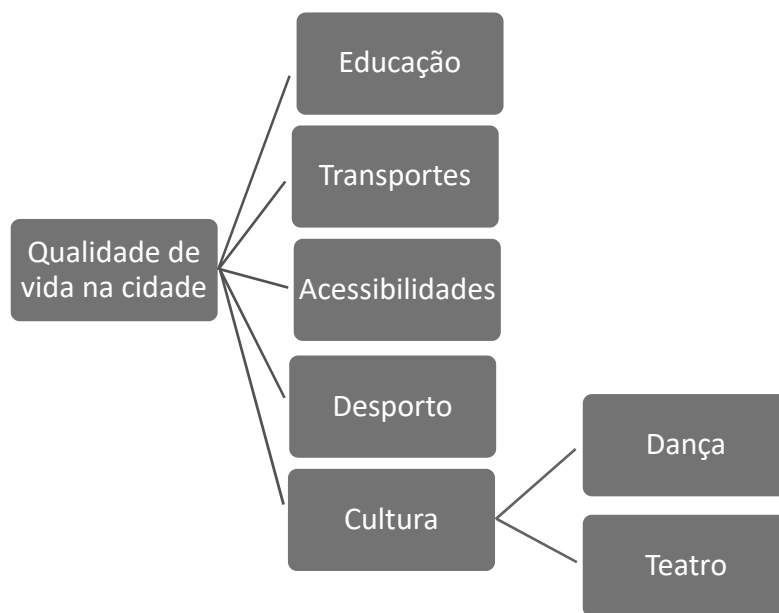 Educação
Transportes
Qualidade de
vida na cidade
Acessibilidades
Desporto
Cultura
Dança
Teatro